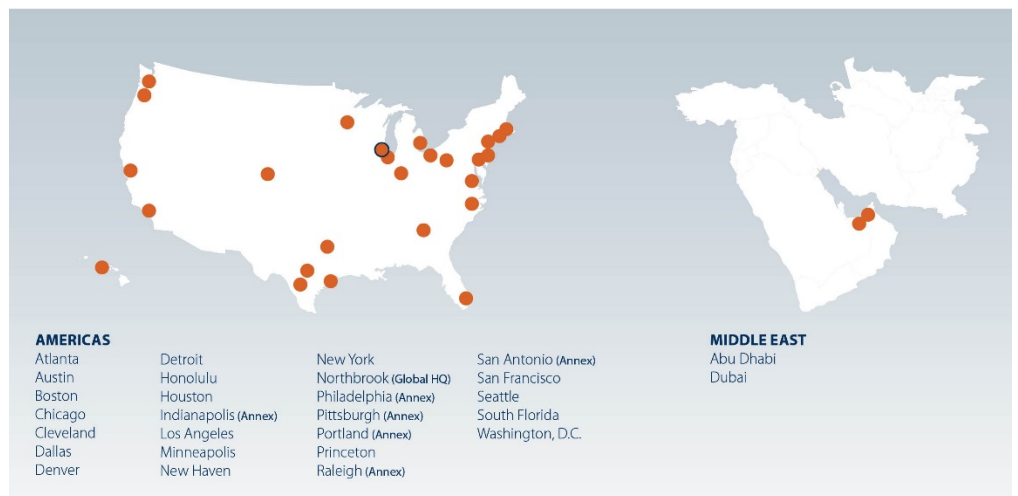 AMERICAS
Atlanta
Austin
Boston
Chicago
Cleveland
Dallas
Denver
Detroit
Honolulu
Houston
Indianapolis (Annex)
Los Angeles
Minneapolis
New Haven
New York
Northbrook (Global HQ)
Philadelphia (Annex)
Pittsburgh (Annex)
Portland (Annex)
Princeton
Raleigh (Annex)
San Antonio (Annex)
San Francisco
Seattle
South Florida
Washington, D.C.
MIDDLE EAST
Abu Dhabi
Dubai